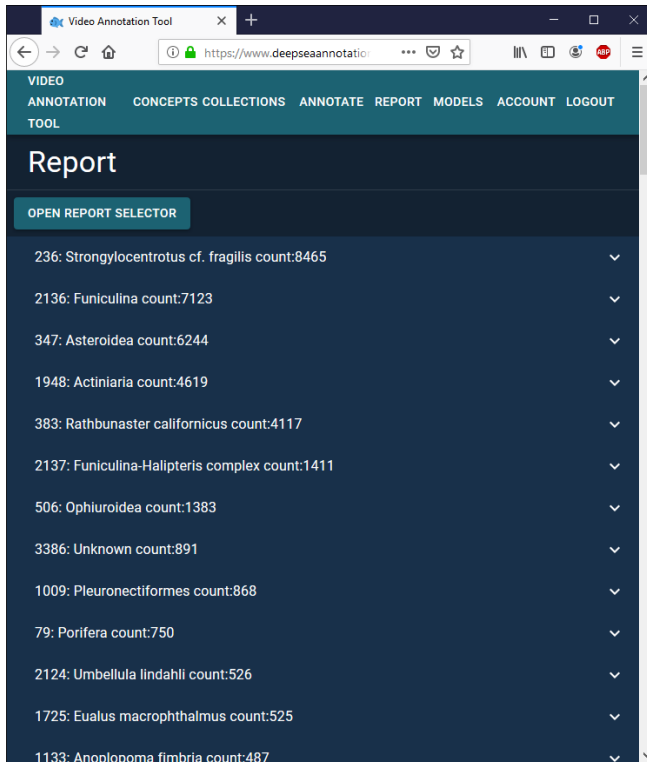 Video Annotation Tool
https://www.deepseaannotatio
ABP
VIDEO
ANNOTATION
TOOL
CONCEPTS COLLECTIONS ANNOTATE REPORT MODELS ACCOUNT LOGOUT
Report
OPEN REPORT SELECTOR
236: Strongylocentrotus cf. fragilis count:8465
2136: Funiculina count:7123
347: Asteroidea count:6244
1948: Actiniaria count:4619
383: Rathbunaster californicus count:4117
2137: Funiculina-Halipteris complex count:1411
506: Ophiuroidea count:1383
3386: Unknown count:891
1009: Pleuronectiformes count:868
79: Porifera count:750
2124: Umbellula lindahli count:526
1725: Eualus macrophthalmus count:525
1133: Anoplopoma fimbria count:487